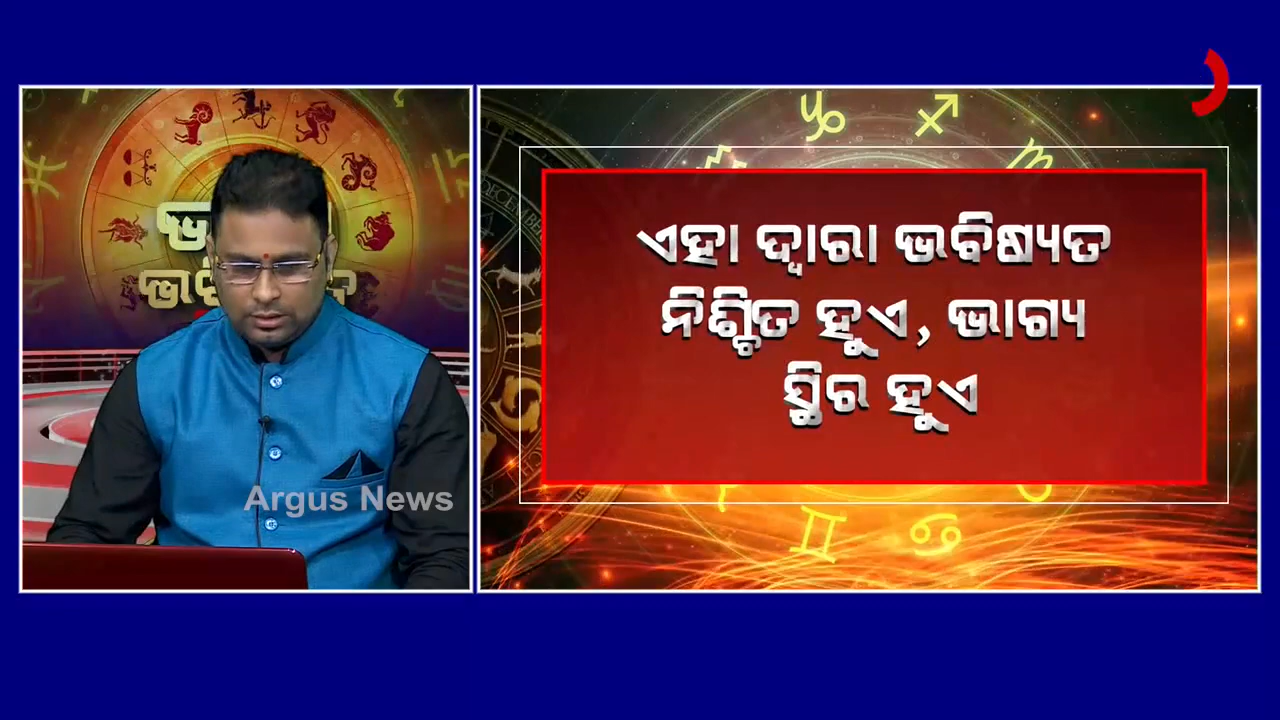 ଏହା ଦ୍ୱାରା ଭବିଷ୍ୟତ
ନିଶ୍ଚିତ ହୁଏ, ଭାଗ୍ୟ
ସ୍ଥିର ହୁଏ
Argus News